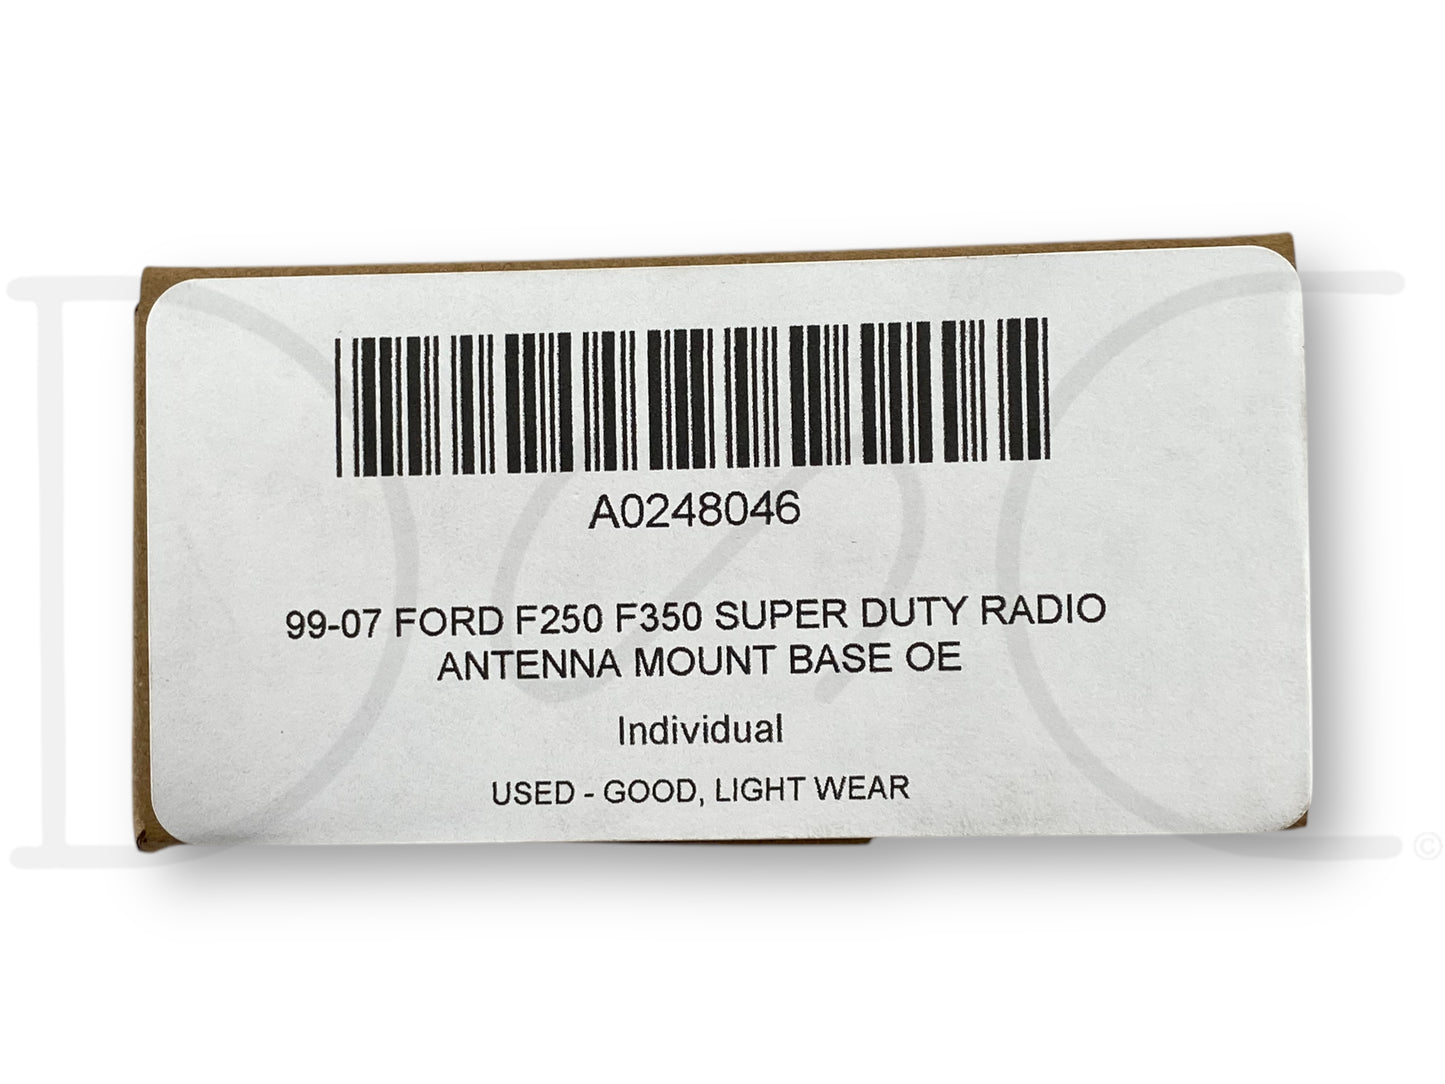 A0248046
99-07 FORD F250 F350 SUPER DUTY RADIO
ANTENNA MOUNT BASE OE
Individual
USED - GOOD, LIGHT WEAR
©